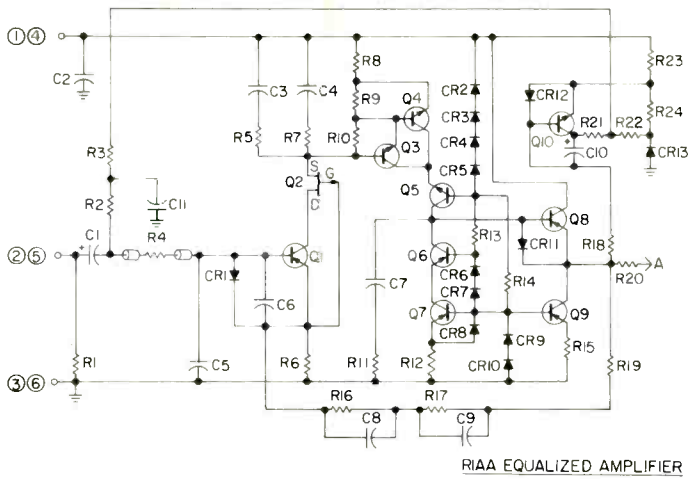 ①④
C2
C3
C4
R8
R9
Q4
CR2
CR3
CR4
CR5
CR12
Q10
R21
R22
R23
R24
C10
CR13
R5
R7
R10
Q3
R3
R2
C11
Q2
S
G
D
Q5
Q8
R18
R13
CR11
②⑤
C1
+
R4
CR1
Q1
C6
C7
Q6
CR6
CR7
R14
R20
A
Q7
CR8
Q9
CR9
CR10
R1
C5
R6
R11
R12
R15
R19
③⑥
R16
C8
R17
C9
RIAA EQUALIZED AMPLIFIER